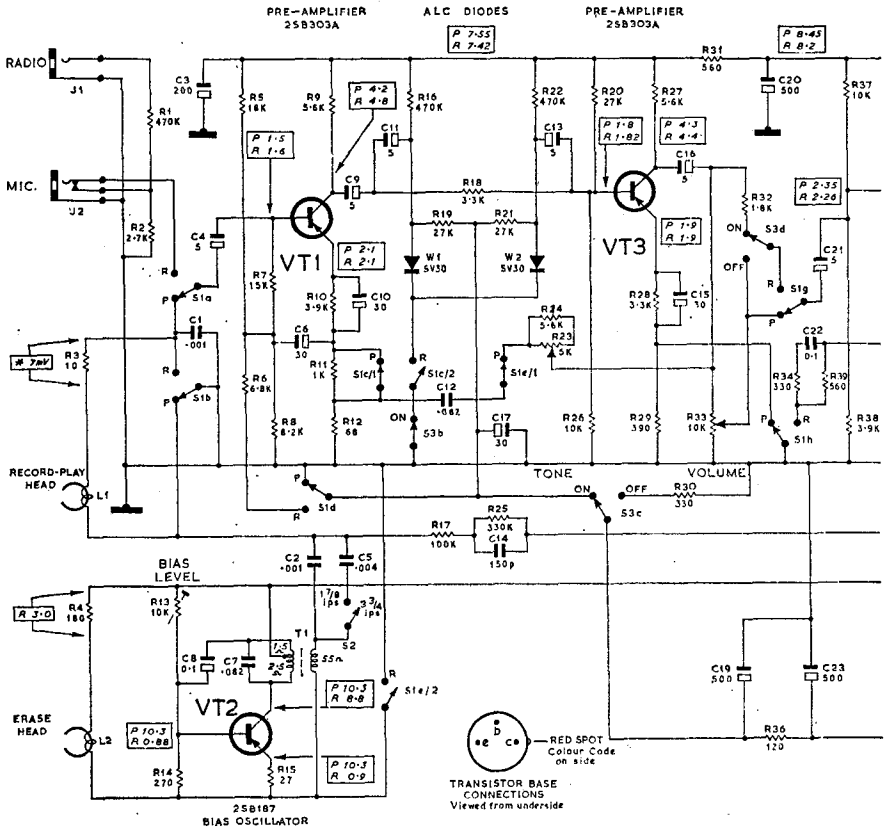 PRE-AMPLIFIER
2SB303A
ALC DIODES
PRE-AMPLIFIER
2SB303A
P 7·55
R 7·42
P 8·45
R 8·2
RADIO
J1
R1
470K
C3
200
R5
18K
R9
5.6K
P 4·2
R 4·8
R16
470K
C11
5
R22
470K
C13
5
R20
27K
R27
5.6K
R31
560
C20
500
R37
10K
P 1·5
R 1·6
P 1·8
R 1·82
P 4·3
R 4·4
MIC.
J2
R2
2·7K
C4
5
C9
5
R18
3.3K
C16
5
R32
1·8K
P 2·35
R 2·26
VT1
P 2·1
R 2·1
R19
27K
R21
27K
VT3
P 1·9
R 1·9
ON
S3d
OFF
C21
5
R
P
S1a
R7
15K
R10
3·9K
C10
30
W1
SV30
W2
SV30
R28
3.3K
C15
30
R
S1g
P
C1
·001
C6
30
R24
5.6K
R23
5K
C22
0·1
* 7mV
R3
10
R
P
S1b
R6
6.8K
R11
1K
P
S1c/1
R
S1c/2
P
S1e/1
C12
·082
R34
330
R39
560
R8
8.2K
R12
68
ON
S3b
C17
30
R26
10K
R29
390
R33
10K
P
R
S1h
R38
3·9K
RECORD-PLAY
HEAD
L1
P
S1d
R
TONE
VOLUME
ON
OFF
R30
330
S3c
R17
100K
R25
330K
C14
150p
C2
·001
C5
·004
BIAS
LEVEL
R 3·0
R4
180
R13
10K
1 7/8
ips
3 3/4
ips
S2
T1
1.5
Ω
2.5
Ω
55Ω
C8
0·1
C7
·082
VT2
P 10·3
R 8·8
R
S1e/2
C19
500
C23
500
ERASE
HEAD
L2
P 10·3
R 0·88
P 10·3
R 0·9
R14
270
R15
27
R36
120
b
e
c
RED SPOT
Colour Code
on side
TRANSISTOR BASE
CONNECTIONS
Viewed from underside
2SB187
BIAS OSCILLATOR